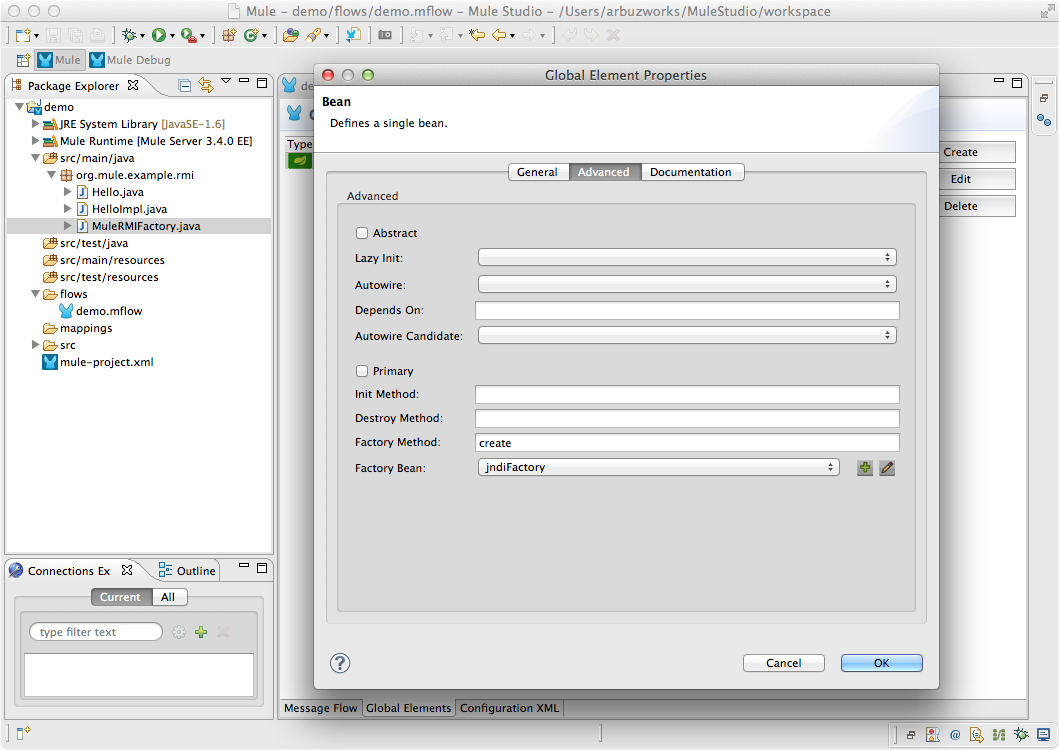 Mule – demo/flows/demo.mflow – Mule Studio – /Users/arbuzworks/MuleStudio/workspace
Mule
Mule Debug
Package Explorer
demo
JRE System Library [JavaSE-1.6]
Mule Runtime [Mule Server 3.4.0 EE]
src/main/java
org.mule.example.rmi
Hello.java
HelloImpl.java
MuleRMIFactory.java
src/test/java
src/main/resources
src/test/resources
flows
demo.mflow
mappings
src
mule-project.xml
Connections Ex
Outline
Current
All
type filter text
de
Type
Create
Edit
Delete
Global Element Properties
Bean
Defines a single bean.
General
Advanced
Documentation
Advanced
Abstract
Lazy Init:
Autowire:
Depends On:
Autowire Candidate:
Primary
Init Method:
Destroy Method:
Factory Method:
create
Factory Bean:
jndiFactory
?
Cancel
OK
Message Flow
Global Elements
Configuration XML